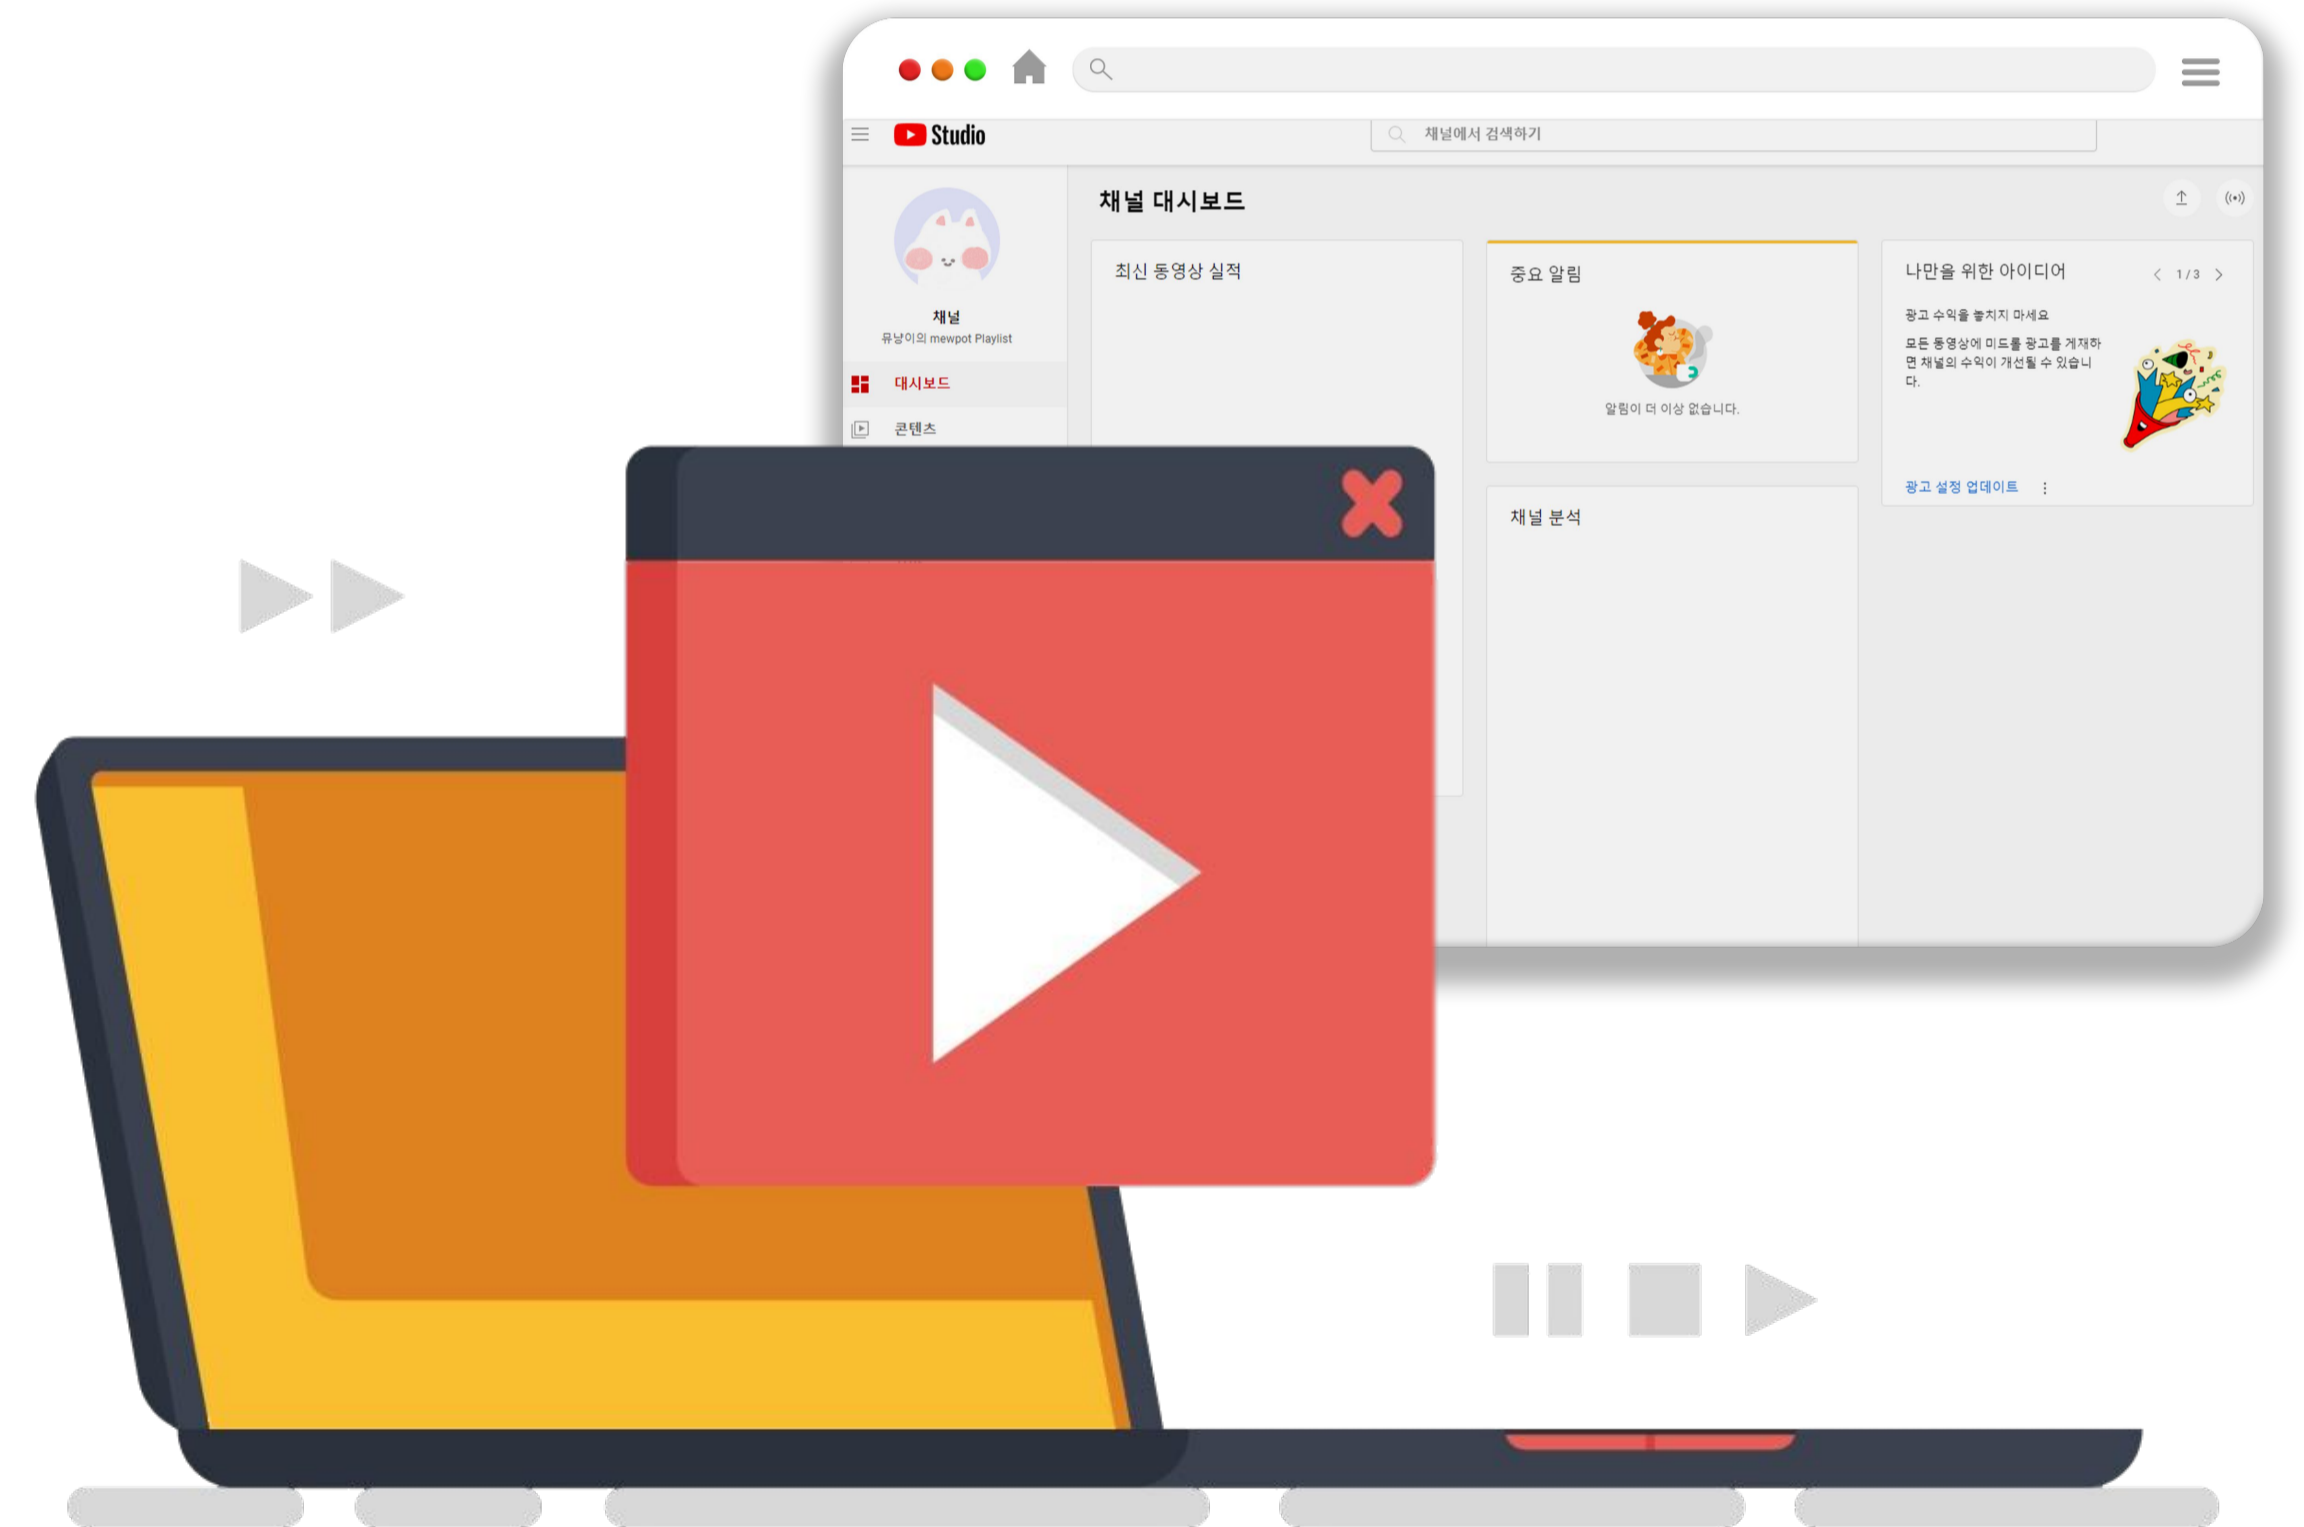 Studio
채널에서 검색하기
채널 대시보드
채널
뮤냥이의 mewpot Playlist
대시보드
콘텐츠
최신 동영상 실적
중요 알림
알림이 더 이상 없습니다.
채널 분석
나만을 위한 아이디어
1 / 3
광고 수익을 놓치지 마세요
모든 동영상에 미드롤 광고를 게재하
면 채널의 수익이 개선될 수 있습니
다.
광고 설정 업데이트